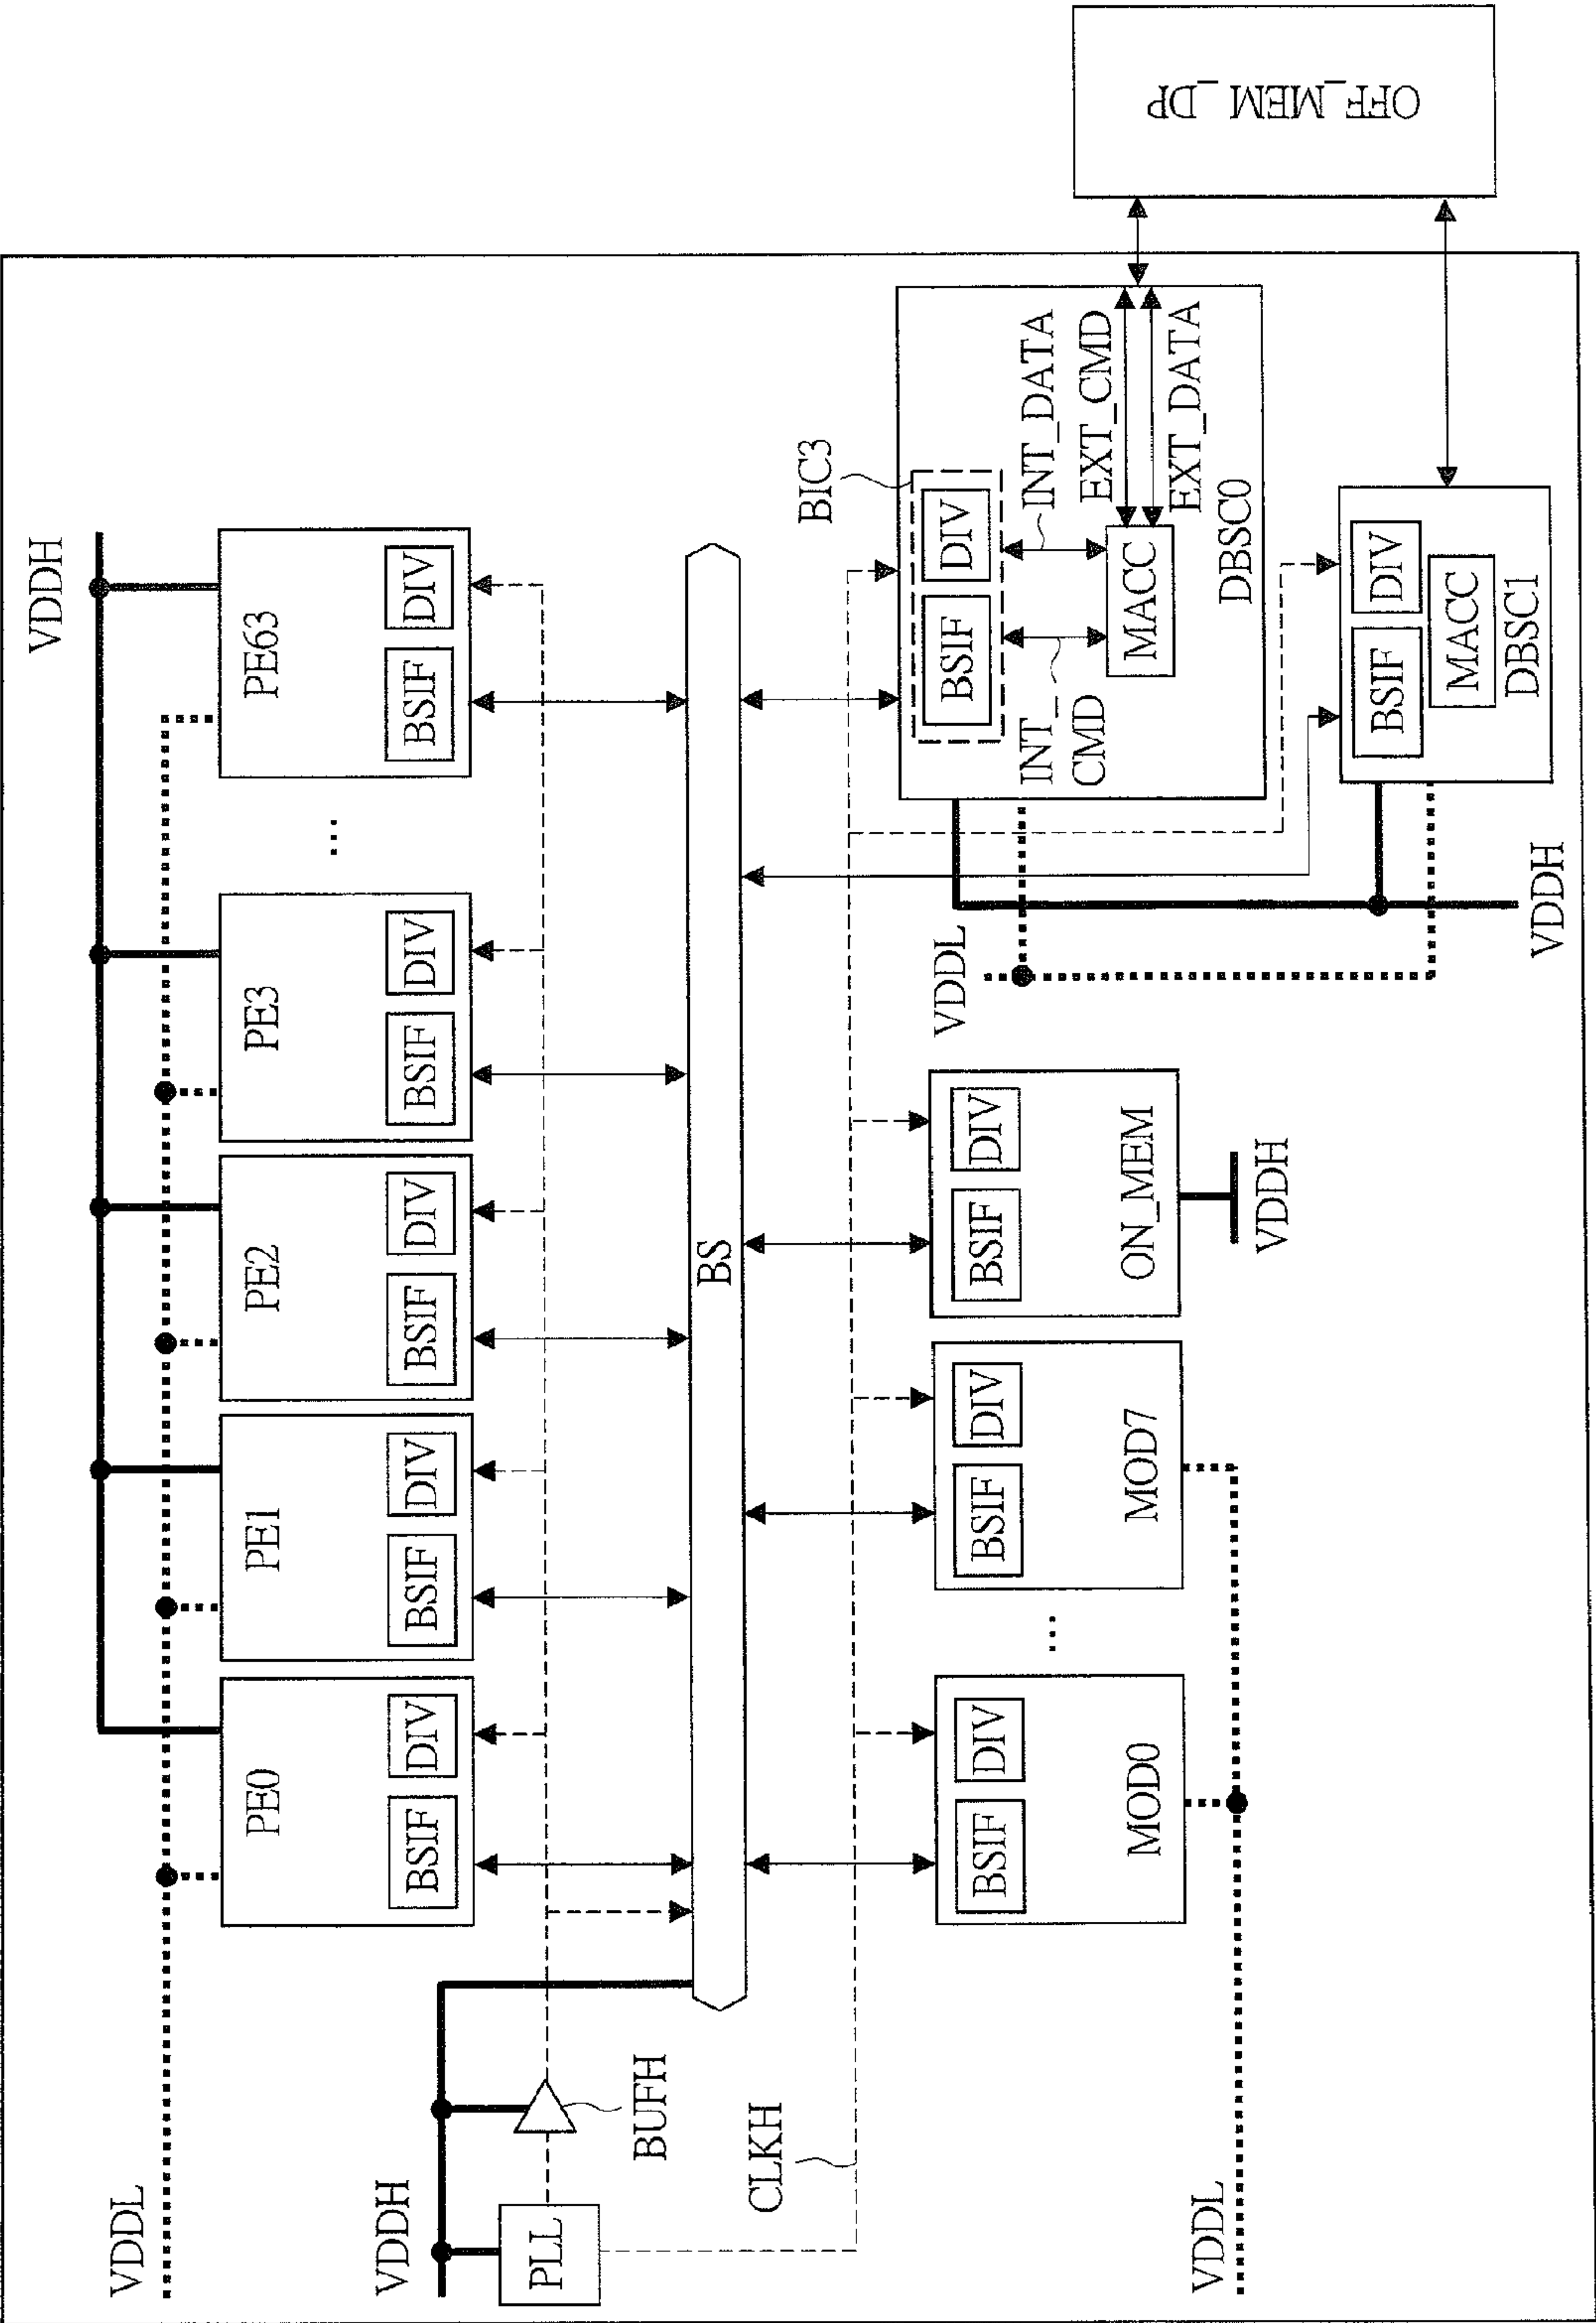 VDDH
VDDL
PE0
BSIF
DIV
PE1
BSIF
DIV
PE2
BSIF
DIV
PE3
BSIF
DIV
...
PE63
BSIF
DIV
VDDH
PLL
BUFH
BS
CLKH
VDDL
BSIF
DIV
MOD0
...
BSIF
DIV
MOD7
BSIF
DIV
ON_MEM
VDDH
VDDL
VDDH
BIC3
BSIF
DIV
INT_
CMD
INT_DATA
MACC
EXT_CMD
EXT_DATA
DBSC0
BSIF
DIV
MACC
DBSC1
OFF_MEM_DP